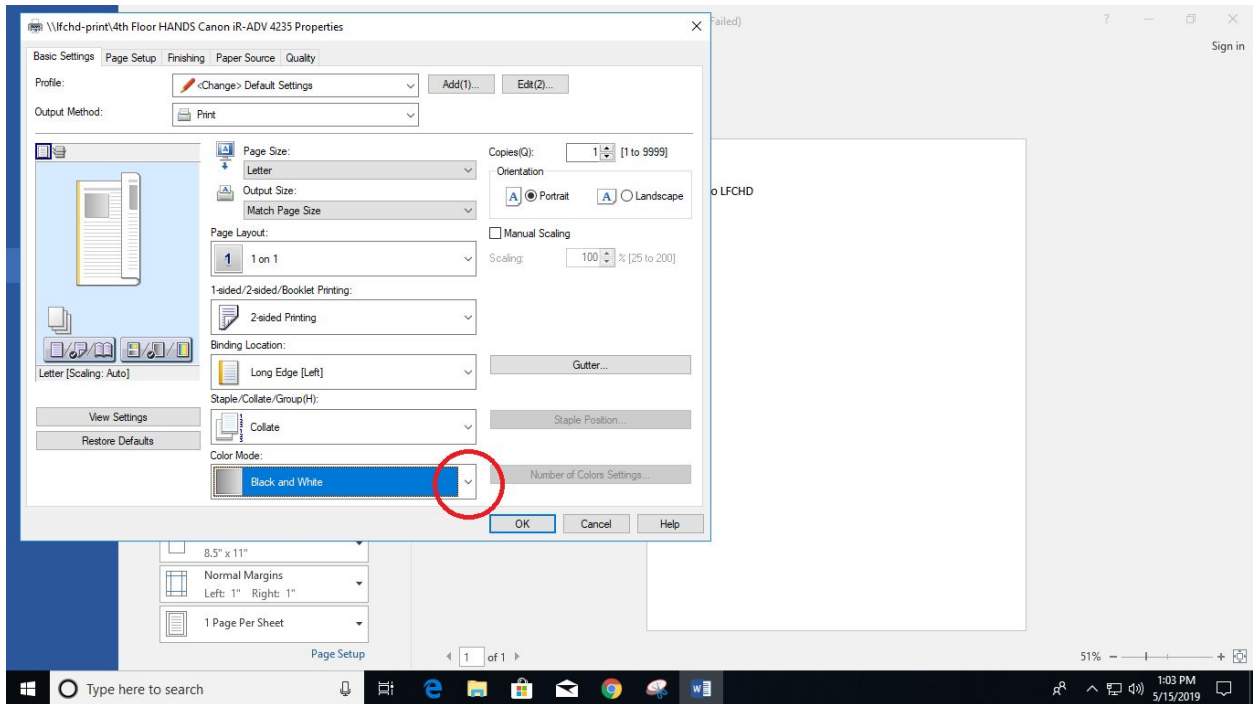 \\lfchd-print\4th Floor HANDS Canon iR-ADV 4235 Properties
Failed)
Sign in
Basic Settings Page Setup Finishing Paper Source Quality
Profile:
<Change> Default Settings
Add(1)...
Edit(2)...
Output Method:
Print
Page Size:
Letter
Output Size:
Match Page Size
Copies(Q):
1 [1 to 9999]
Orientation
A Portrait
A Landscape
o LFCHD
Page Layout:
1 1 on 1
Manual Scaling
Scaling: 100 % [25 to 200]
1-sided/2-sided/Booklet Printing:
2-sided Printing
Binding Location:
Long Edge [Left]
Gutter...
Letter [Scaling: Auto]
Staple/Collate/Group(H):
Collate
Staple Position...
View Settings
Restore Defaults
Color Mode:
Black and White
Number of Colors Settings...
OK
Cancel
Help
8.5" x 11"
Normal Margins
Left: 1" Right: 1"
1 Page Per Sheet
Page Setup
1 of 1
51%
Type here to search
1:03 PM
5/15/2019